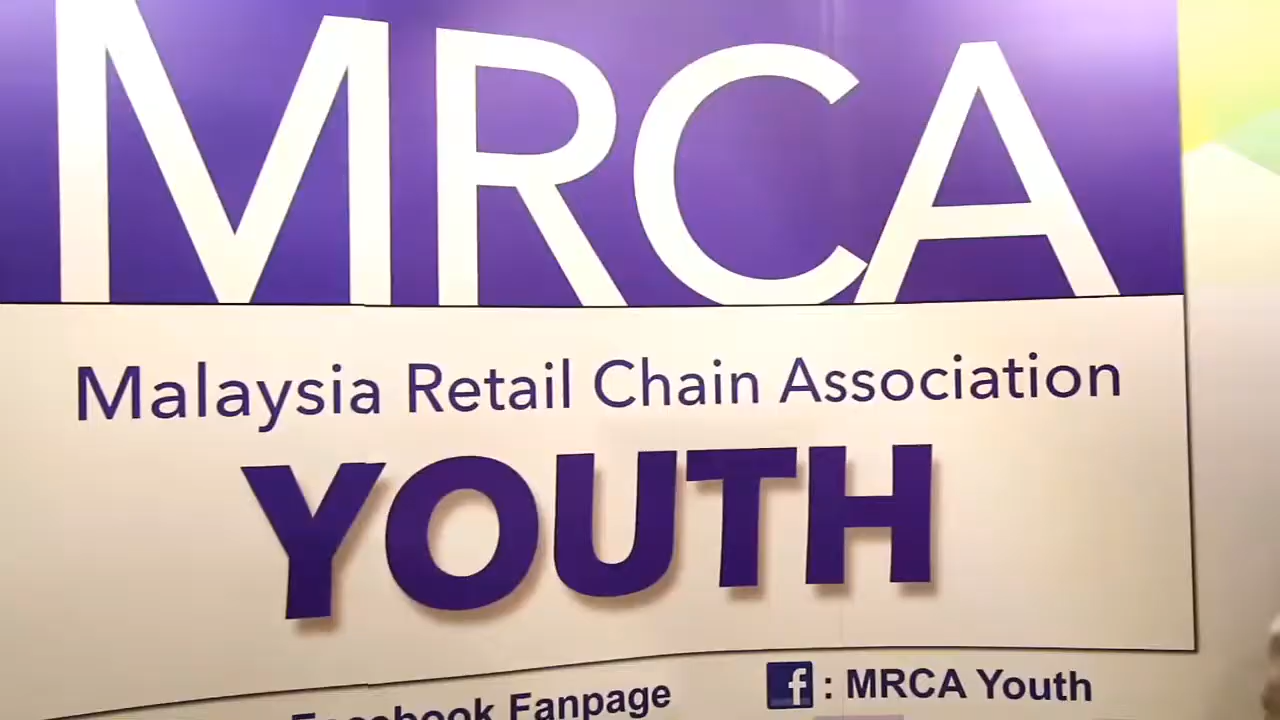 MRCA
Malaysia Retail Chain Association
YOUTH
Facebook Fanpage
: MRCA Youth